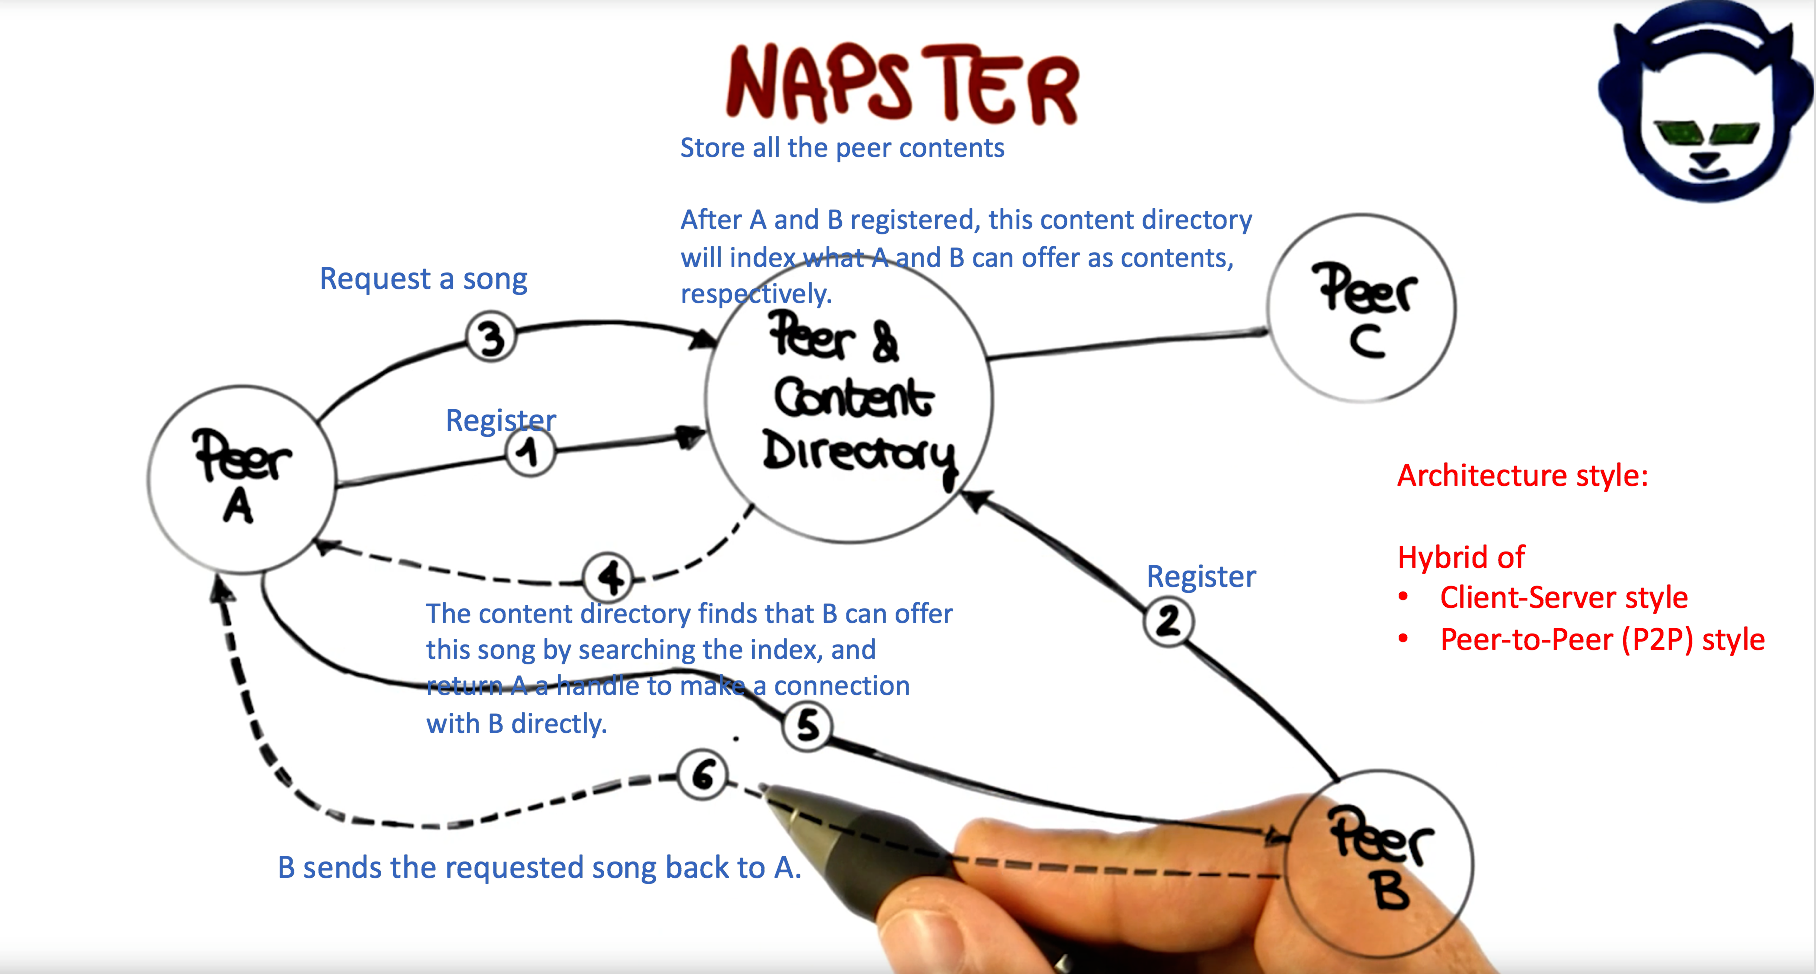 NAPSTER
Store all the peer contents
After A and B registered, this content directory
will index what A and B can offer as contents,
respectively.
Request a song
3
Peer &
Content
Directory
Peer
C
Register
1
Peer
A
Architecture style:
Hybrid of
• Client-Server style
• Peer-to-Peer (P2P) style
4
Register
2
The content directory finds that B can offer
this song by searching the index, and
return A a handle to make a connection
with B directly.
5
6
B sends the requested song back to A.
Peer
B